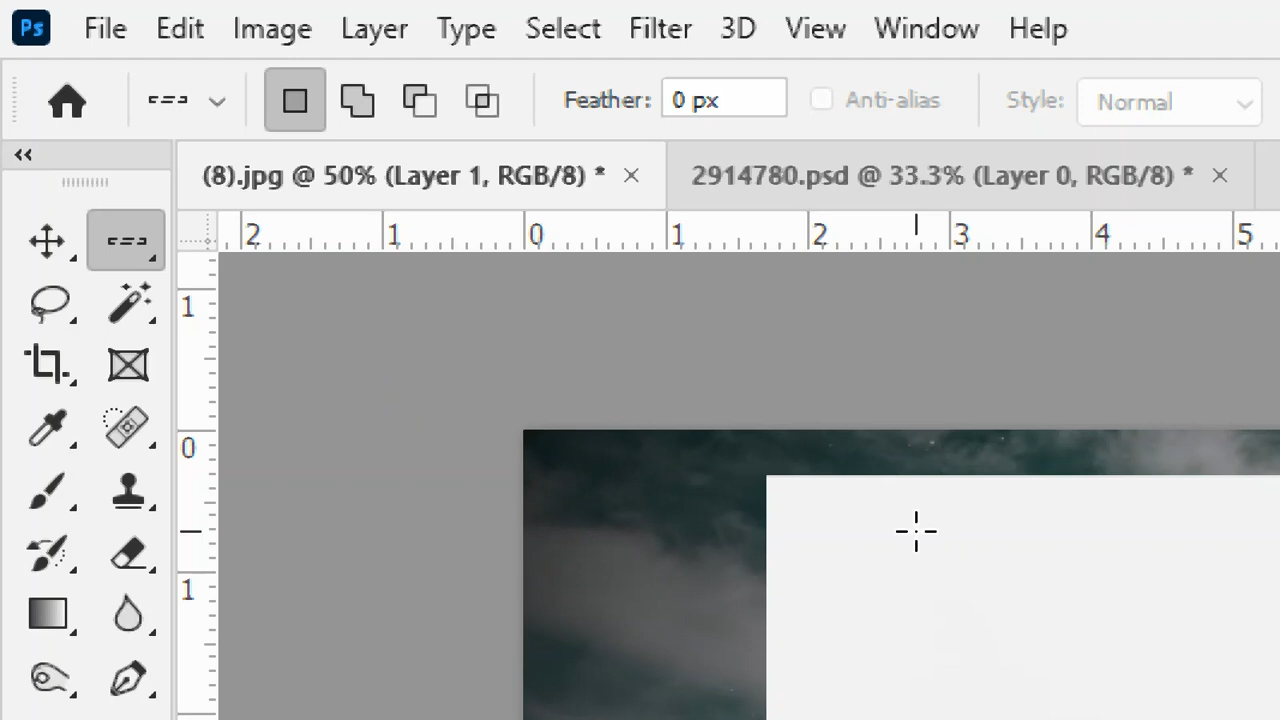 Ps File Edit Image Layer Type Select Filter 3D View Window Help
Feather: 0 px Anti-alias Style: Normal
(8).jpg @ 50% (Layer 1, RGB/8) * × 2914780.psd @ 33.3% (Layer 0, RGB/8) * ×
2 1 0 1 2 3 4 5
1
0
1